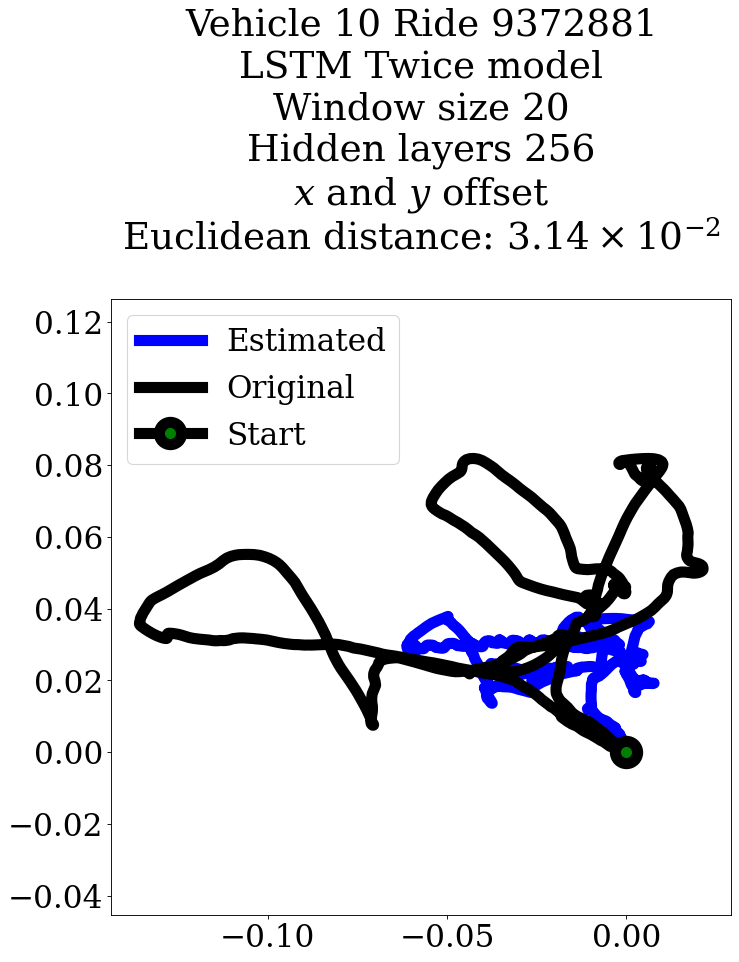 Vehicle 10 Ride 9372881
LSTM Twice model
Window size 20
Hidden layers 256
x and y offset
Euclidean distance: 3.14 × 10⁻²
Estimated
Original
Start
0.12
0.10
0.08
0.06
0.04
0.02
0.00
−0.02
−0.04
−0.10 −0.05 0.00